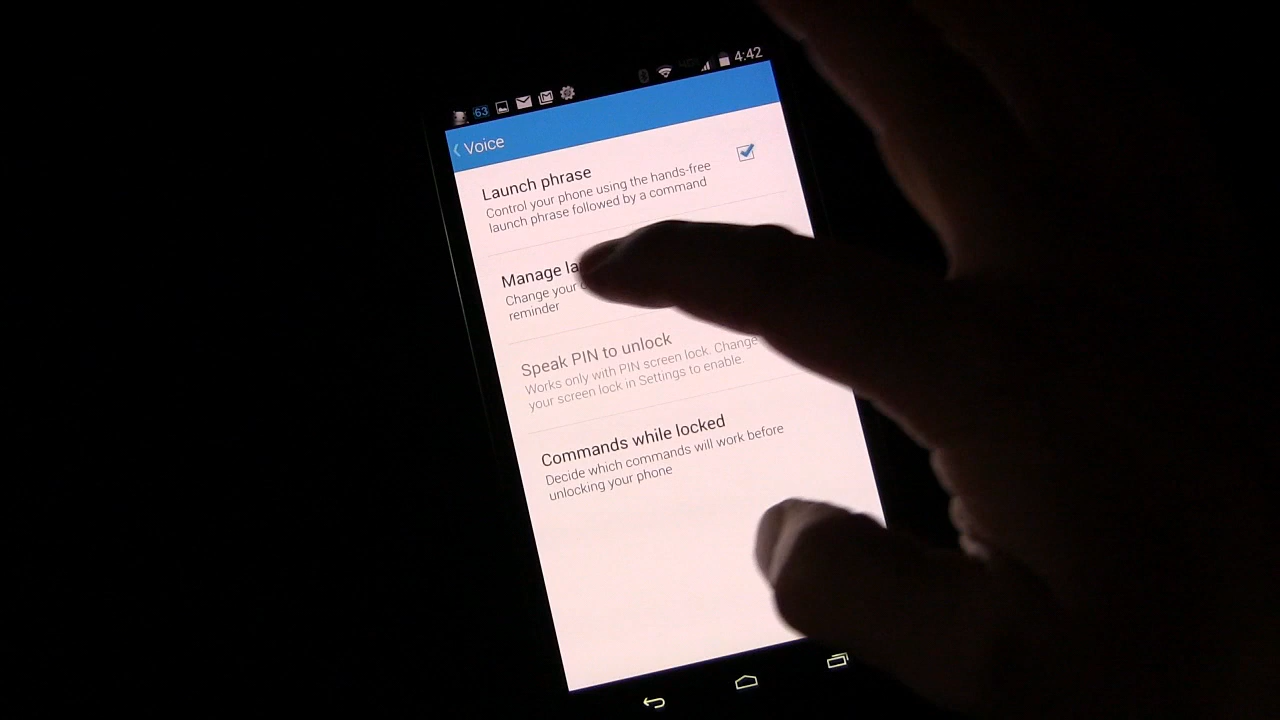 63 4:42
Voice
Launch phrase
Control your phone using the hands-free
launch phrase followed by a command
Manage
Change your
reminder
Speak PIN to unlock
Works only with PIN screen lock. Change
your screen lock in Settings to enable.
Commands while locked
Decide which commands will work before
unlocking your phone